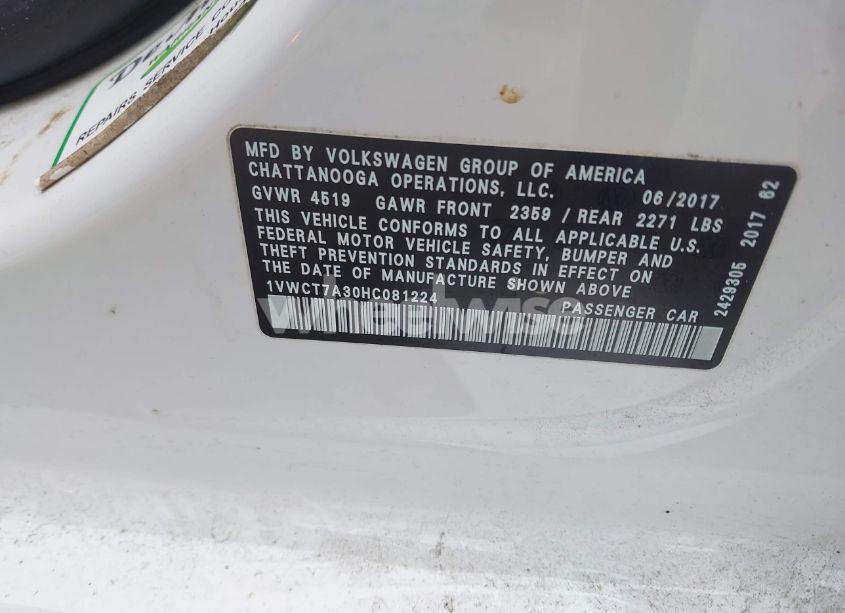 REPAIRS SERVICE
MFD BY VOLKSWAGEN GROUP OF AMERICA
CHATTANOOGA OPERATIONS, LLC. 06/2017
GVWR 4519 GAWR FRONT 2359 / REAR 2271 LBS
THIS VEHICLE CONFORMS TO ALL APPLICABLE U.S.
FEDERAL MOTOR VEHICLE SAFETY, BUMPER AND
THEFT PREVENTION STANDARDS IN EFFECT ON
THE DATE OF MANUFACTURE SHOWN ABOVE
1VWCT7A30HC081224 PASSENGER CAR
2429305 2017 62